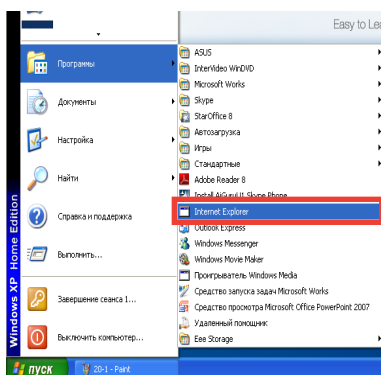 Easy to Lea
Программы
Документы
Настройка
Найти
Справка и поддержка
Выполнить...
Завершение сеанса 1...
Выключить компьютер...
Windows XP Home Edition
ASUS
InterVideo WinDVD
Microsoft Works
Skype
StarOffice 8
Автозагрузка
Игры
Стандартные
Adobe Reader 8
Install AiGuruU1 Skype Phone
Internet Explorer
Outlook Express
Windows Messenger
Windows Movie Maker
Проигрыватель Windows Media
Средство запуска задач Microsoft Works
Средство просмотра Microsoft Office PowerPoint 2007
Удаленный помощник
Eee Storage
пуск
20-1 - Paint